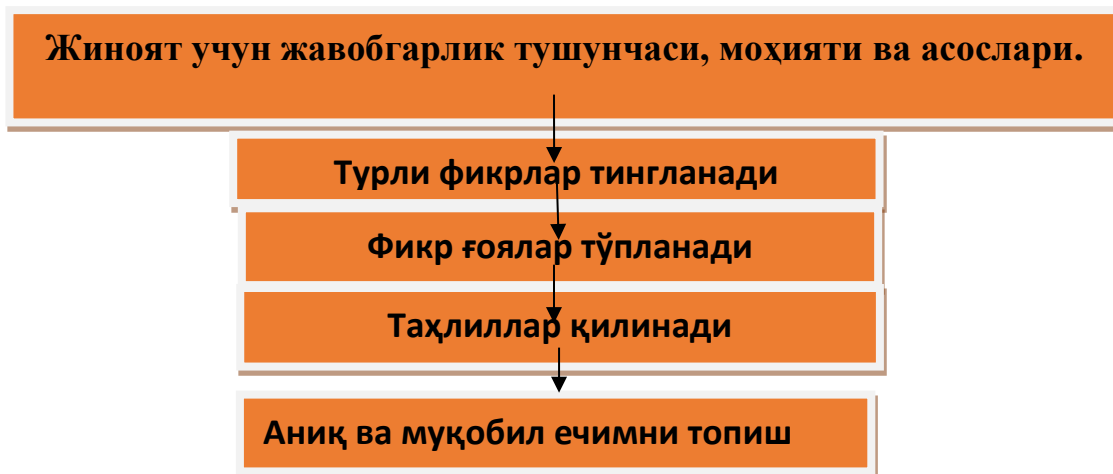 Жиноят учун жавобгарлик тушунчаси, моҳияти ва асослари.
Турли фикрлар тингланади
Фикр ғоялар тўпланади
Таҳлиллар қилинади
Аниқ ва муқобил ечимни топиш